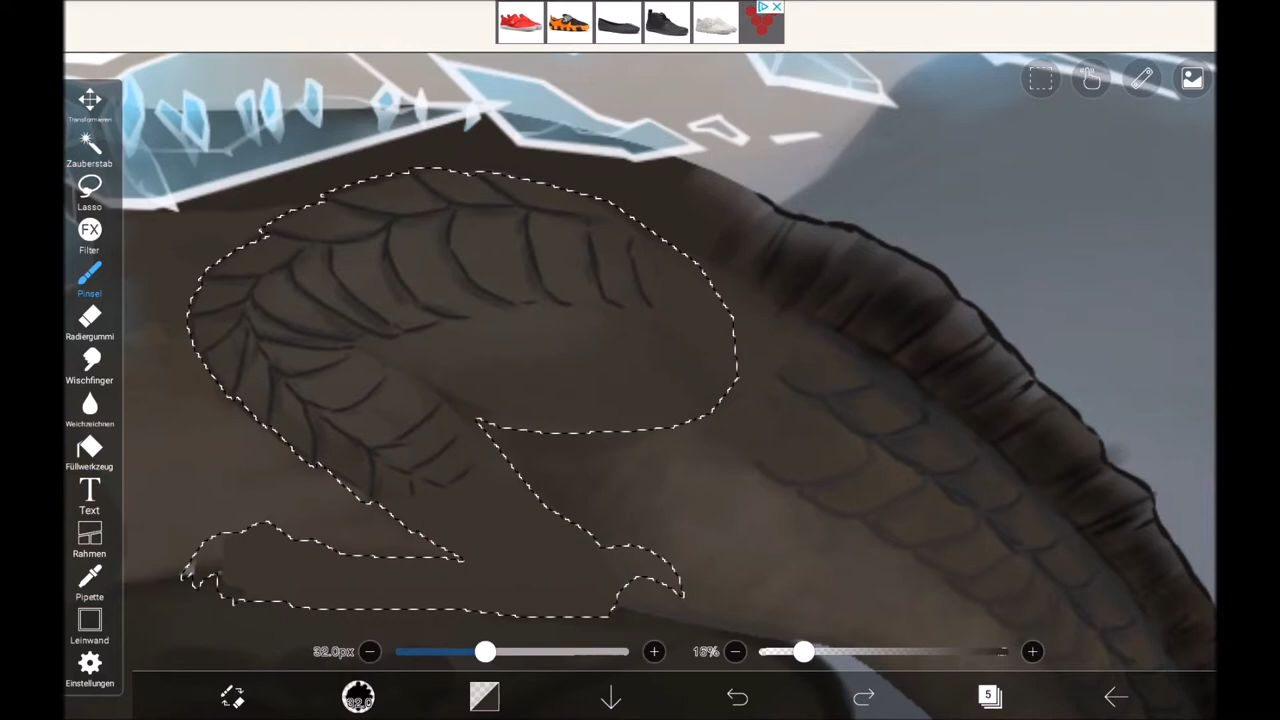 Transformieren
Zauberstab
Lasso
FX
Filter
Pinsel
Radiergummi
Wischfinger
Weichzeichnen
Füllwerkzeug
T
Text
Rahmen
Pipette
Leinwand
Einstellungen
32.0px
16%
32.0
5